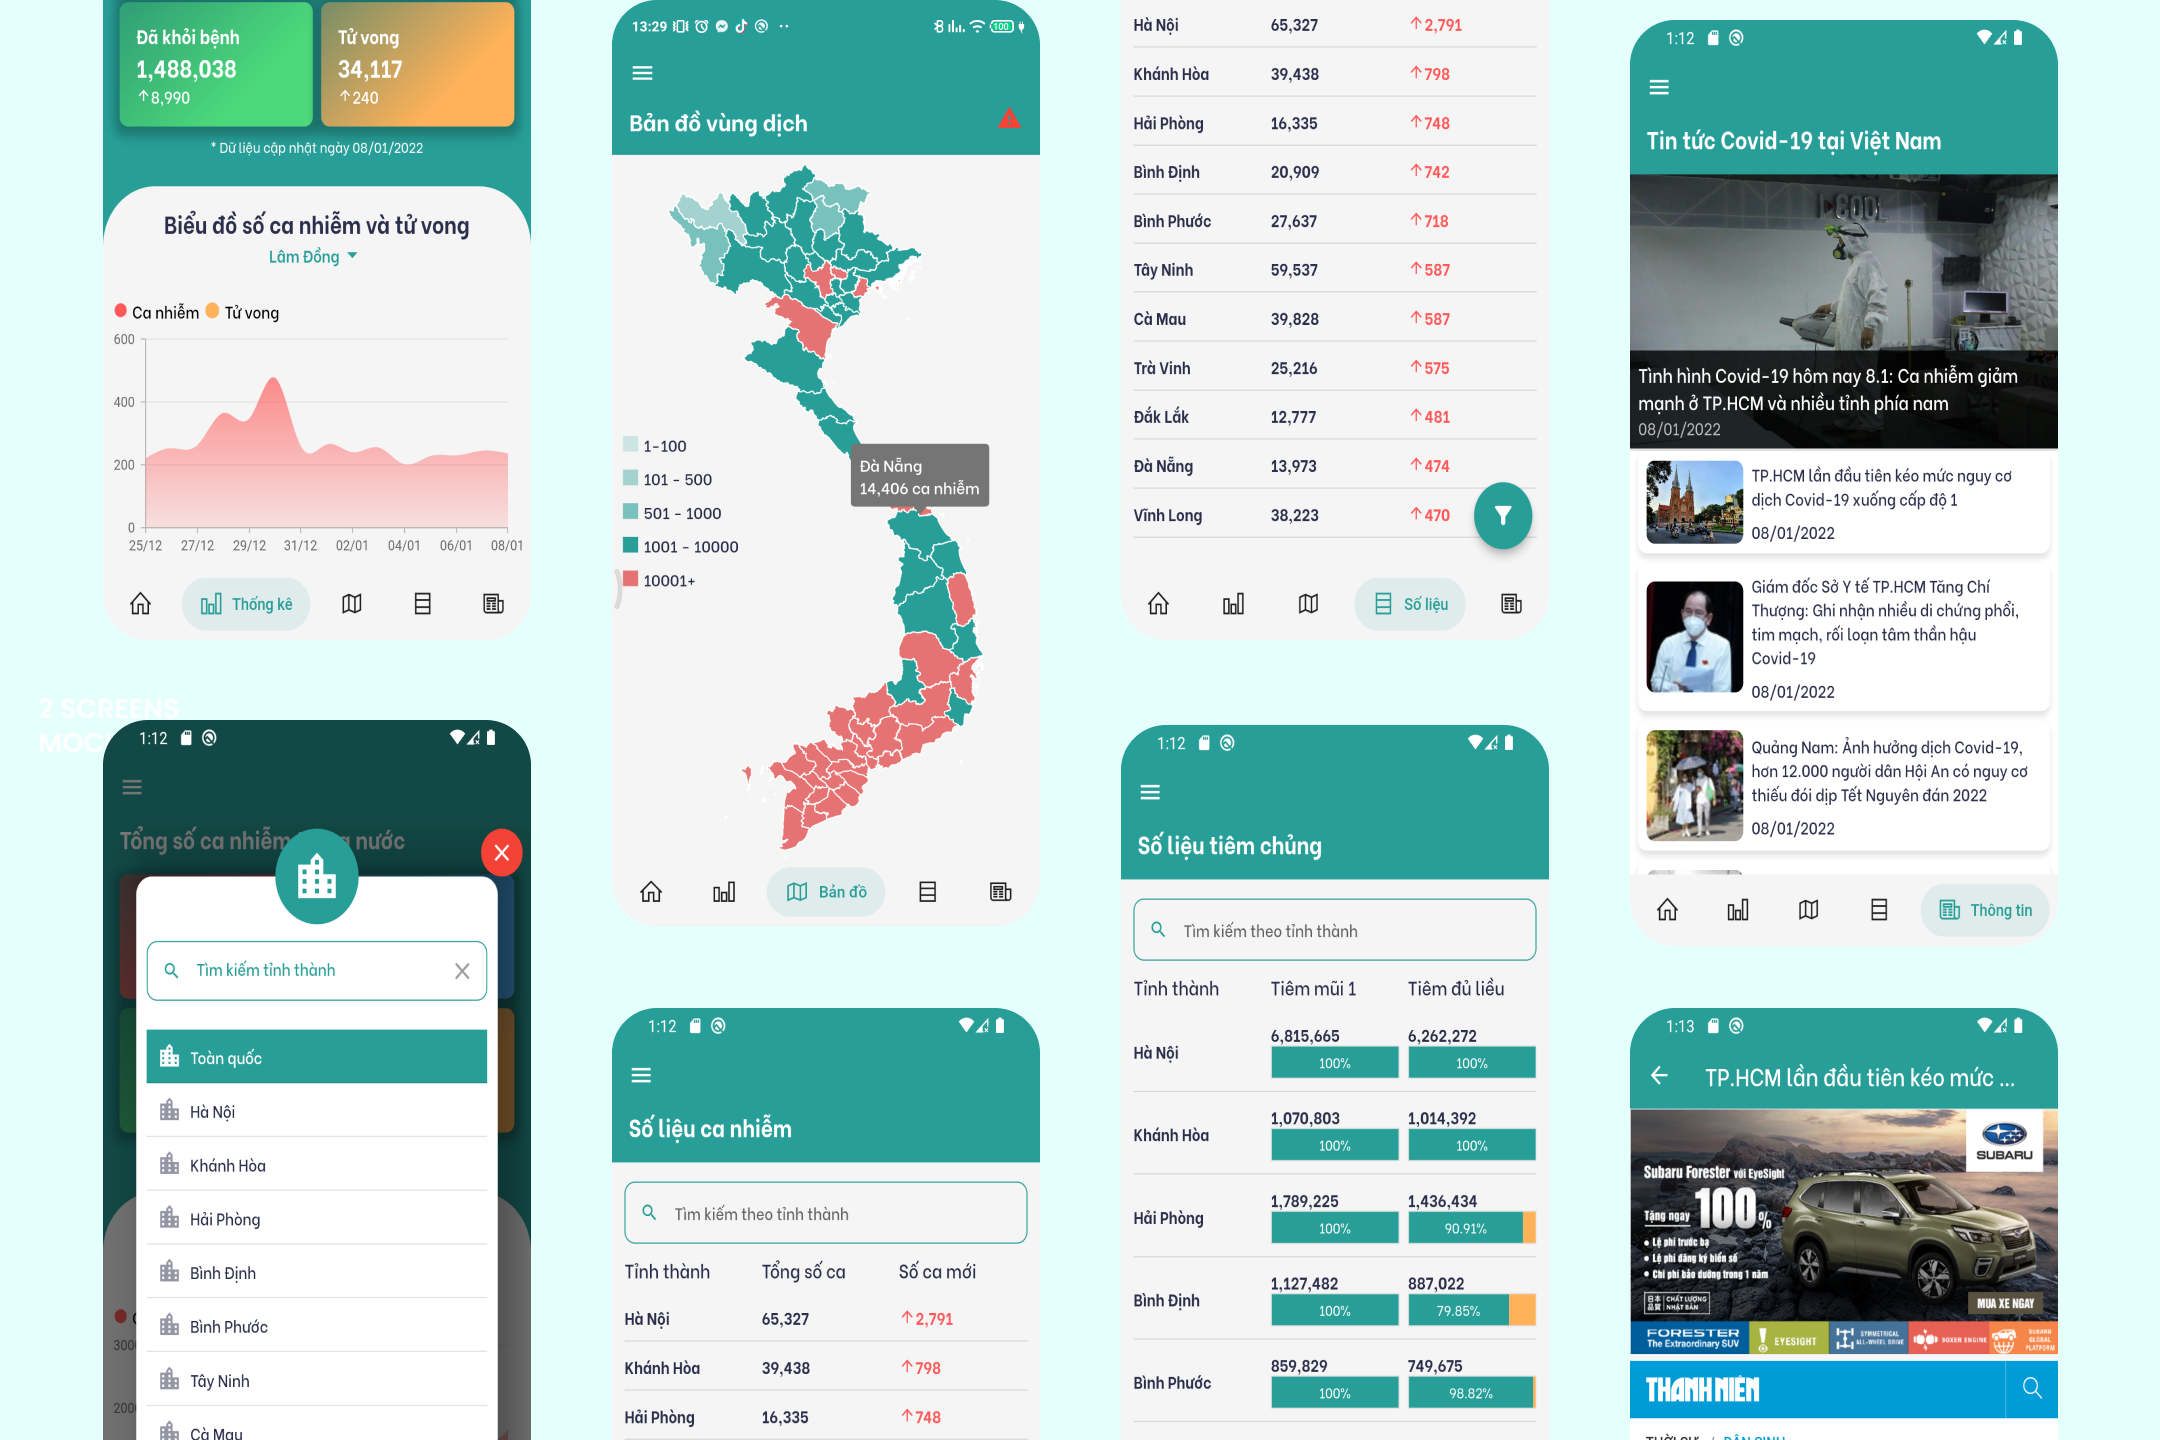 Đã khỏi bệnh
1,488,038
↑8,990
Tử vong
34,117
↑240
* Dữ liệu cập nhật ngày 08/01/2022
Biểu đồ số ca nhiễm và tử vong
Lâm Đồng
Ca nhiễm
Tử vong
600
400
200
0
25/12
27/12
29/12
31/12
02/01
04/01
06/01
08/01
Thống kê
2 SCREENS
1:12
Tổng số ca nhiễm
nước
Tìm kiếm tỉnh thành
Toàn quốc
Hà Nội
Khánh Hòa
Hải Phòng
Bình Định
Bình Phước
Tây Ninh
Cà Mau
3000
2000
13:29
100
Bản đồ vùng dịch
1-100
101 - 500
501 - 1000
1001 - 10000
10001+
Đà Nẵng
14,406 ca nhiễm
Bản đồ
1:12
Số liệu ca nhiễm
Tìm kiếm theo tỉnh thành
Tỉnh thành
Tổng số ca
Số ca mới
Hà Nội
65,327
↑2,791
Khánh Hòa
39,438
↑798
Hải Phòng
16,335
↑748
Hà Nội
65,327
↑2,791
Khánh Hòa
39,438
↑798
Hải Phòng
16,335
↑748
Bình Định
20,909
↑742
Bình Phước
27,637
↑718
Tây Ninh
59,537
↑587
Cà Mau
39,828
↑587
Trà Vinh
25,216
↑575
Đắk Lắk
12,777
↑481
Đà Nẵng
13,973
↑474
Vĩnh Long
38,223
↑470
Số liệu
1:12
Số liệu tiêm chủng
Tìm kiếm theo tỉnh thành
Tỉnh thành
Tiêm mũi 1
Tiêm đủ liều
Hà Nội
6,815,665
100%
6,262,272
100%
Khánh Hòa
1,070,803
100%
1,014,392
100%
Hải Phòng
1,789,225
100%
1,436,434
90.91%
Bình Định
1,127,482
100%
887,022
79.85%
Bình Phước
859,829
100%
749,675
98.82%
1:12
Tin tức Covid-19 tại Việt Nam
Tình hình Covid-19 hôm nay 8.1: Ca nhiễm giảm
mạnh ở TP.HCM và nhiều tỉnh phía nam
08/01/2022
TP.HCM lần đầu tiên kéo mức nguy cơ
dịch Covid-19 xuống cấp độ 1
08/01/2022
Giám đốc Sở Y tế TP.HCM Tăng Chí
Thượng: Ghi nhận nhiều di chứng phổi,
tim mạch, rối loạn tâm thần hậu
Covid-19
08/01/2022
Quảng Nam: Ảnh hưởng dịch Covid-19,
hơn 12.000 người dân Hội An có nguy cơ
thiếu đói dịp Tết Nguyên đán 2022
08/01/2022
Thông tin
1:13
TP.HCM lần đầu tiên kéo mức ...
SUBARU
Subaru Forester với EyeSight
Tặng ngay 100%
• Lệ phí trước bạ
• Lệ phí đăng ký biển số
• Chi phí bảo dưỡng trong 1 năm
日本品質
CHẤT LƯỢNG
NHẬT BẢN
MUA XE NGAY
FORESTER
The Extraordinary SUV
EYESIGHT
SYMMETRICAL
ALL-WHEEL DRIVE
BOXER ENGINE
SUBARU
GLOBAL
PLATFORM
THANH NIÊN